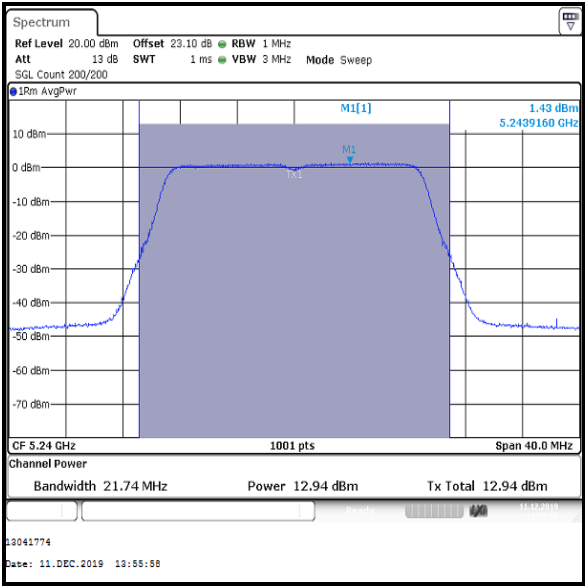 Spectrum
Ref Level 20.00 dBm Offset 23.10 dB RBW 1 MHz
Att 13 dB SWT 1 ms VBW 3 MHz Mode Sweep
SGL Count 200/200
1Rm AvgPwr
M1[1] 1.43 dBm
5.2439160 GHz
10 dBm
M1
0 dBm
TX1
-10 dBm
-20 dBm
-30 dBm
-40 dBm
-50 dBm
-60 dBm
-70 dBm
CF 5.24 GHz 1001 pts Span 40.0 MHz
Channel Power
Bandwidth 21.74 MHz Power 12.94 dBm Tx Total 12.94 dBm
Ready 11.12.2019
13041774
Date: 11.DEC.2019 13:55:58